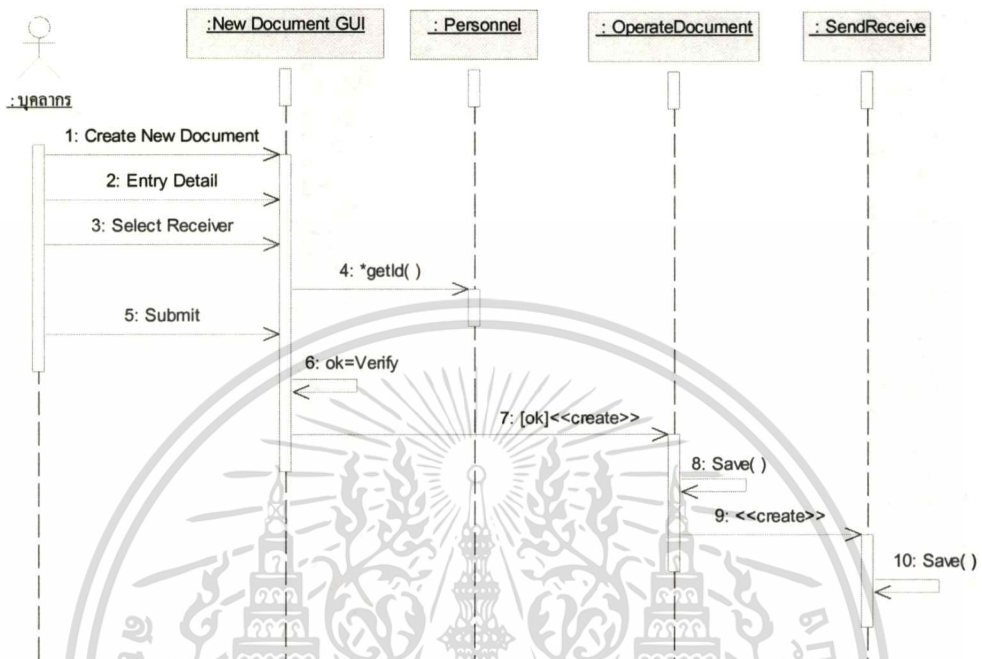 :New Document GUI
: Personnel
: OperateDocument
: SendReceive
: บุคลากร
1: Create New Document
2: Entry Detail
3: Select Receiver
4: *getId( )
5: Submit
6: ok=Verify
7: [ok]<<create>>
8: Save( )
9: <<create>>
10: Save( )